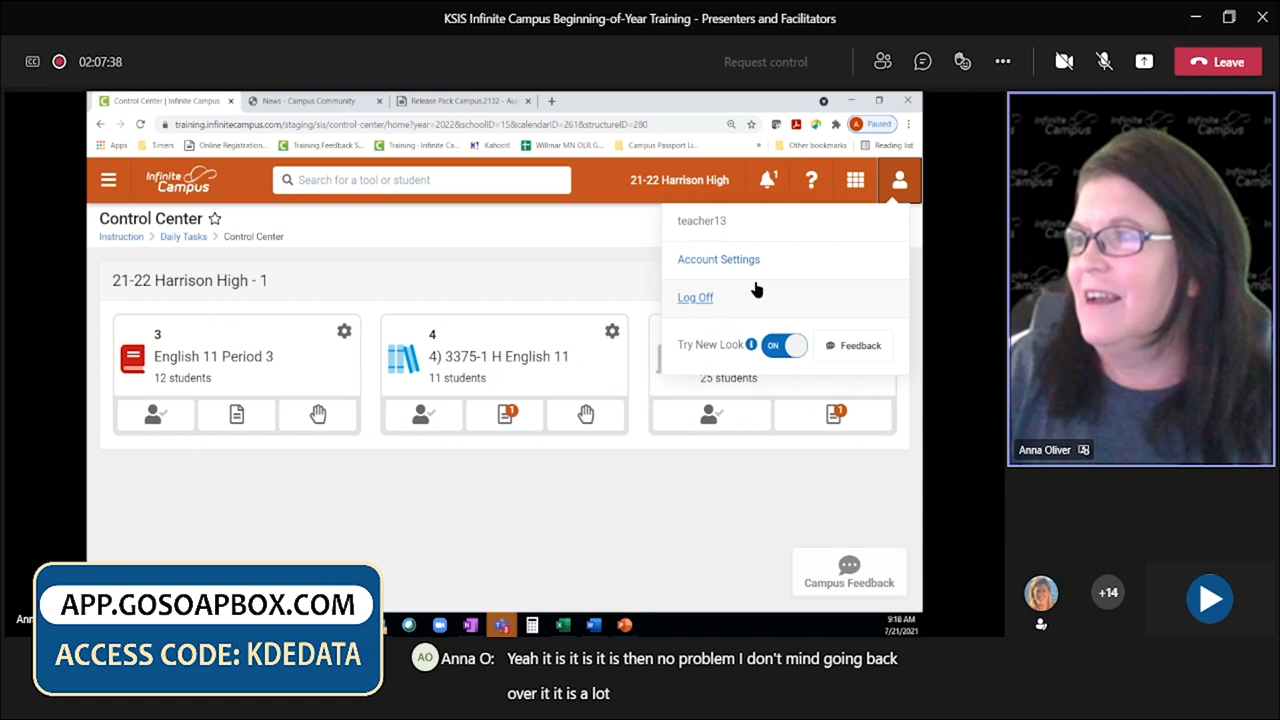 KSIS Infinite Campus Beginning-of-Year Training - Presenters and Facilitators
CC
02:07:38
Request control
Leave
Control Center | Infinite Campus
News - Campus Community
Release Pack Campus.2132 - Au
training.infinitecampus.com/staging/sis/control-center/home?year=2022&schoolID=15&calendarID=261&structureID=280
A Paused
Apps
Timers
Online Registration...
Training Feedback S...
Training - Infinite Ca...
Kahoot!
Willmar MN OLR G...
Campus Passport Li...
»
Other bookmarks
Reading list
Infinite Campus
Search for a tool or student
21-22 Harrison High
1
?
Control Center
Instruction > Daily Tasks > Control Center
teacher13
Account Settings
Log Off
Try New Look
ON
Feedback
21-22 Harrison High - 1
3
English 11 Period 3
12 students
4
4) 3375-1 H English 11
11 students
1
25 students
1
Campus Feedback
9:18 AM
7/21/2021
Infinite Campus
Anna Oliver
+14
APP.GOSOAPBOX.COM
ACCESS CODE: KDEDATA
AO
Anna O: Yeah it is it is it is then no problem I don't mind going back
over it it is a lot